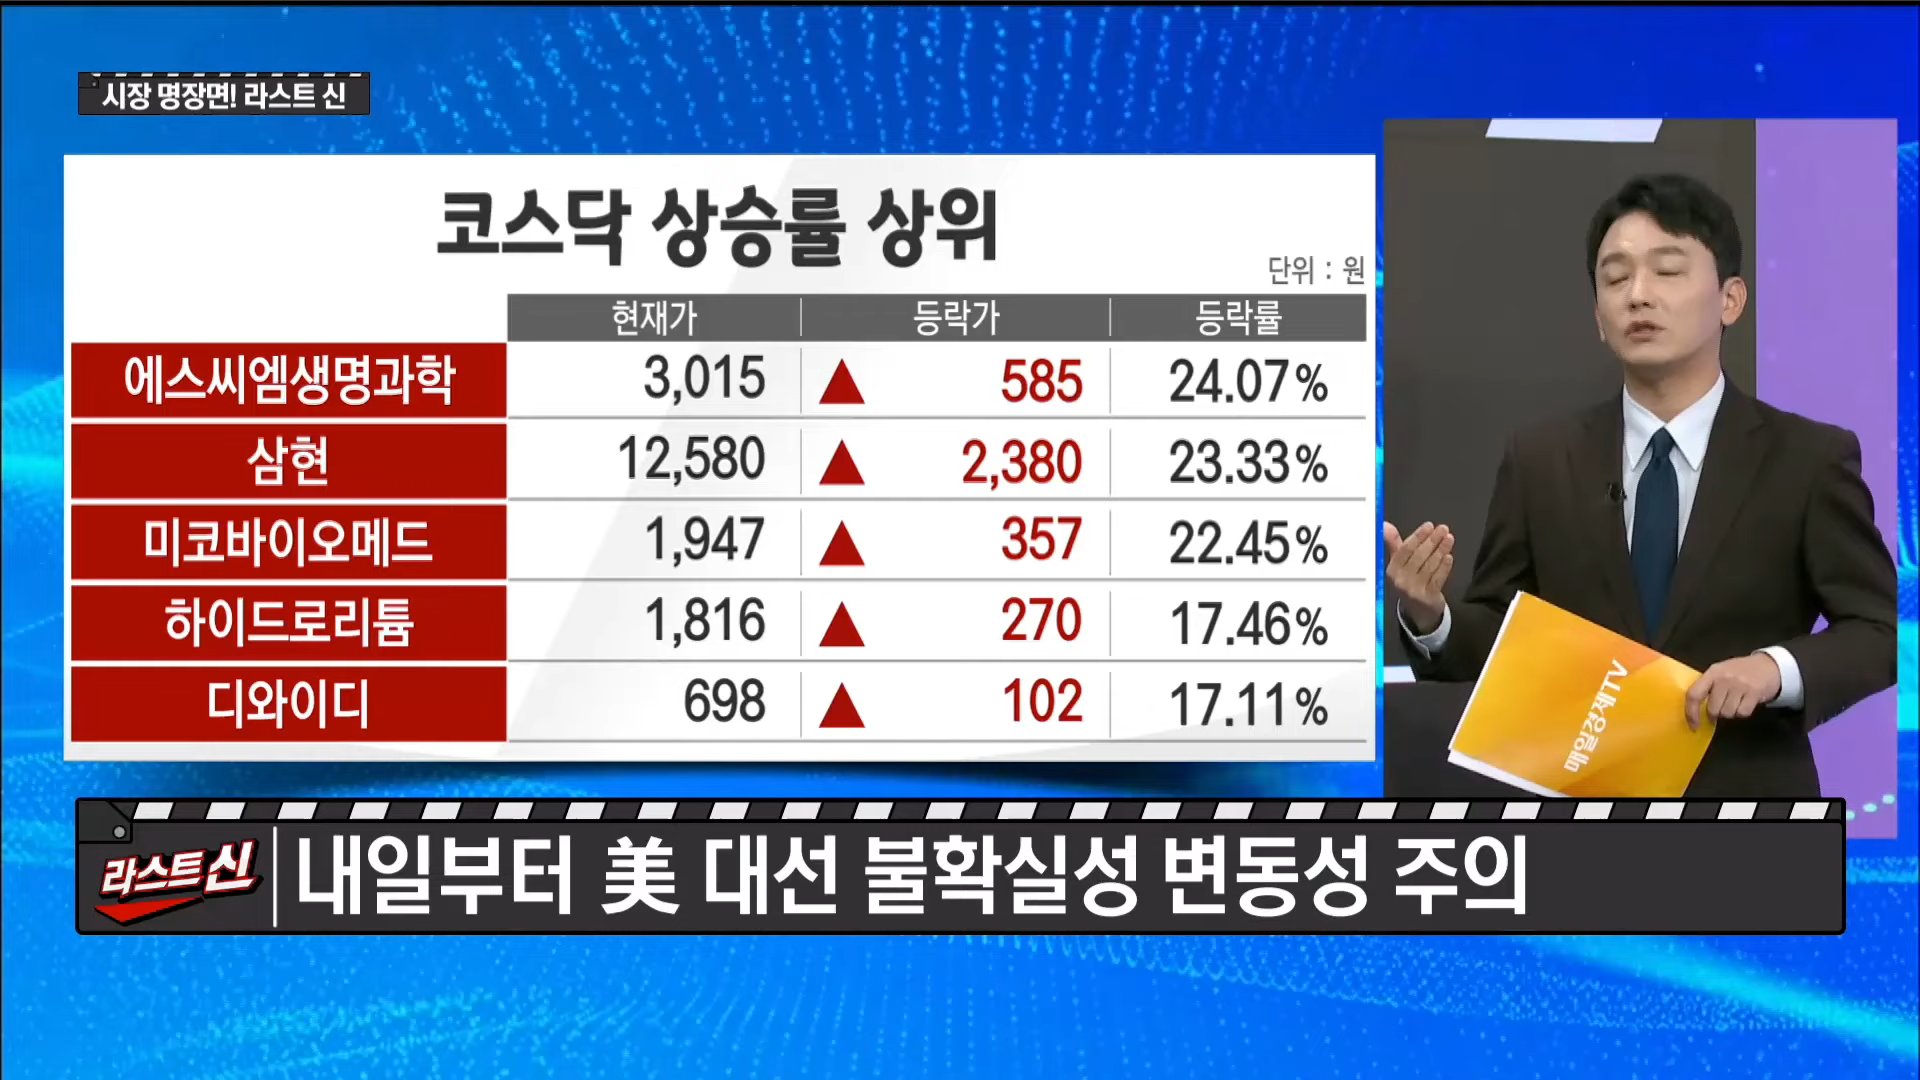 시장 명장면! 라스트 신
코스닥 상승률 상위
단위 : 원
현재가 등락가 등락률
에스씨엠생명과학 3,015 ▲ 585 24.07%
삼현 12,580 ▲ 2,380 23.33%
미코바이오메드 1,947 ▲ 357 22.45%
하이드로리튬 1,816 ▲ 270 17.46%
디와이디 698 ▲ 102 17.11%
매일경제TV
라스트신 내일부터 美 대선 불확실성 변동성 주의